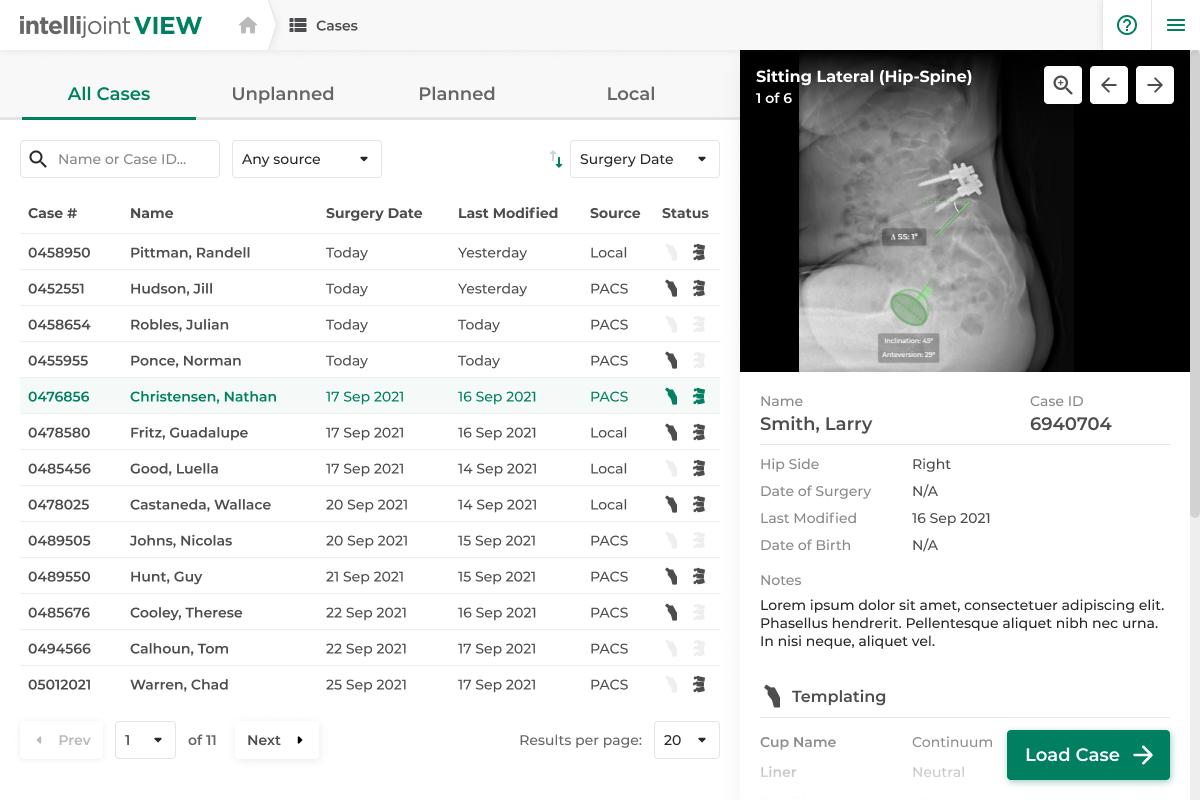 intellijoint VIEW
Cases
All Cases
Unplanned
Planned
Local
Name or Case ID...
Any source
Surgery Date
Case # Name Surgery Date Last Modified Source Status
0458950 Pittman, Randell Today Yesterday Local
0452551 Hudson, Jill Today Yesterday PACS
0458654 Robles, Julian Today Today PACS
0455955 Ponce, Norman Today Today PACS
0476856 Christensen, Nathan 17 Sep 2021 16 Sep 2021 PACS
0478580 Fritz, Guadalupe 17 Sep 2021 16 Sep 2021 Local
0485456 Good, Luella 17 Sep 2021 14 Sep 2021 Local
0478025 Castaneda, Wallace 20 Sep 2021 14 Sep 2021 Local
0489505 Johns, Nicolas 20 Sep 2021 15 Sep 2021 PACS
0489550 Hunt, Guy 21 Sep 2021 15 Sep 2021 PACS
0485676 Cooley, Therese 22 Sep 2021 16 Sep 2021 PACS
0494566 Calhoun, Tom 22 Sep 2021 17 Sep 2021 PACS
05012021 Warren, Chad 25 Sep 2021 17 Sep 2021 PACS
Prev 1 of 11 Next
Results per page: 20
Sitting Lateral (Hip-Spine)
1 of 6
Δ SS: 1°
Inclination: 45°
Anteversion: 29°
Name Case ID
Smith, Larry 6940704
Hip Side Right
Date of Surgery N/A
Last Modified 16 Sep 2021
Date of Birth N/A
Notes
Lorem ipsum dolor sit amet, consectetuer adipiscing elit.
Phasellus hendrerit. Pellentesque aliquet nibh nec urna.
In nisi neque, aliquet vel.
Templating
Cup Name Continuum
Liner Neutral
Load Case